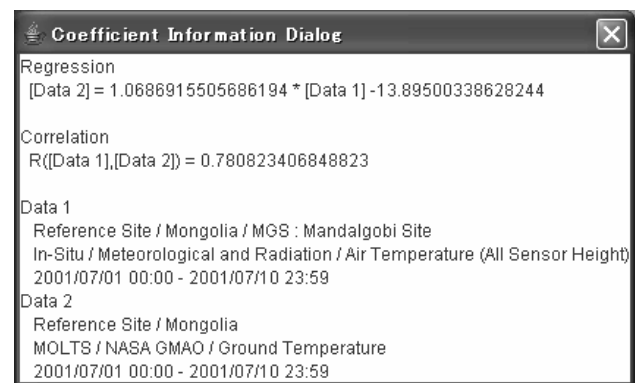 Coefficient Information Dialog
Regression
[Data 2] = 1.0686915505686194 * [Data 1] -13.89500338628244
Correlation
R([Data 1],[Data 2]) = 0.780823406848823
Data 1
Reference Site / Mongolia / MGS : Mandalgobi Site
In-Situ / Meteorological and Radiation / Air Temperature (All Sensor Height)
2001/07/01 00:00 - 2001/07/10 23:59
Data 2
Reference Site / Mongolia
MOLTS / NASA GMAO / Ground Temperature
2001/07/01 00:00 - 2001/07/10 23:59